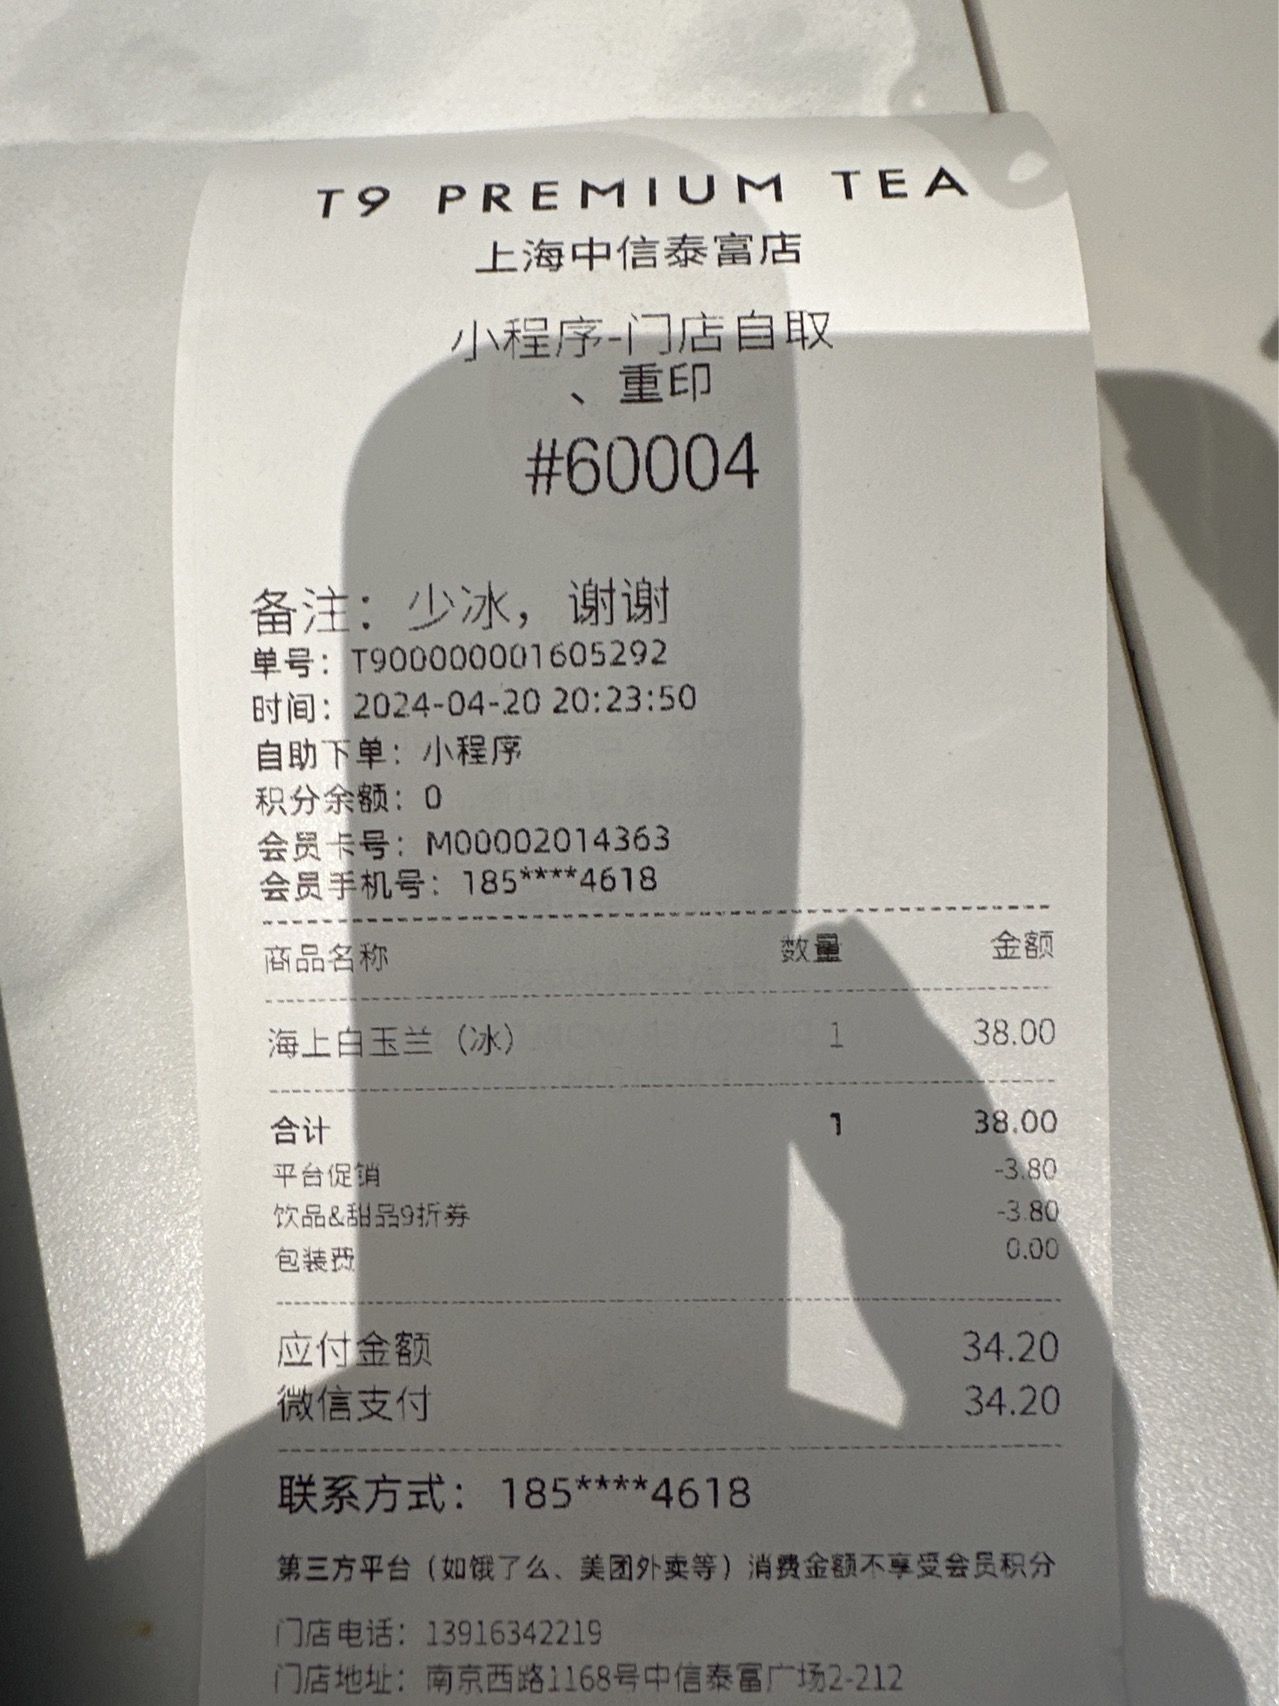 T9 PREMIUM TEA
上海中信泰富店
小程序-门店自取
、重印
#60004
备注：少冰，谢谢
单号：T900000001605292
时间：2024-04-20 20:23:50
自助下单：小程序
积分余额：0
会员卡号：M00002014363
会员手机号：185****4618
商品名称 数量 金额
海上白玉兰（冰） 1 38.00
合计 1 38.00
平台促销 -3.80
饮品&甜品9折券 -3.80
包装费 0.00
应付金额 34.20
微信支付 34.20
联系方式：185****4618
第三方平台（如饿了么、美团外卖等）消费金额不享受会员积分
门店电话：13916342219
门店地址：南京西路1168号中信泰富广场2-212